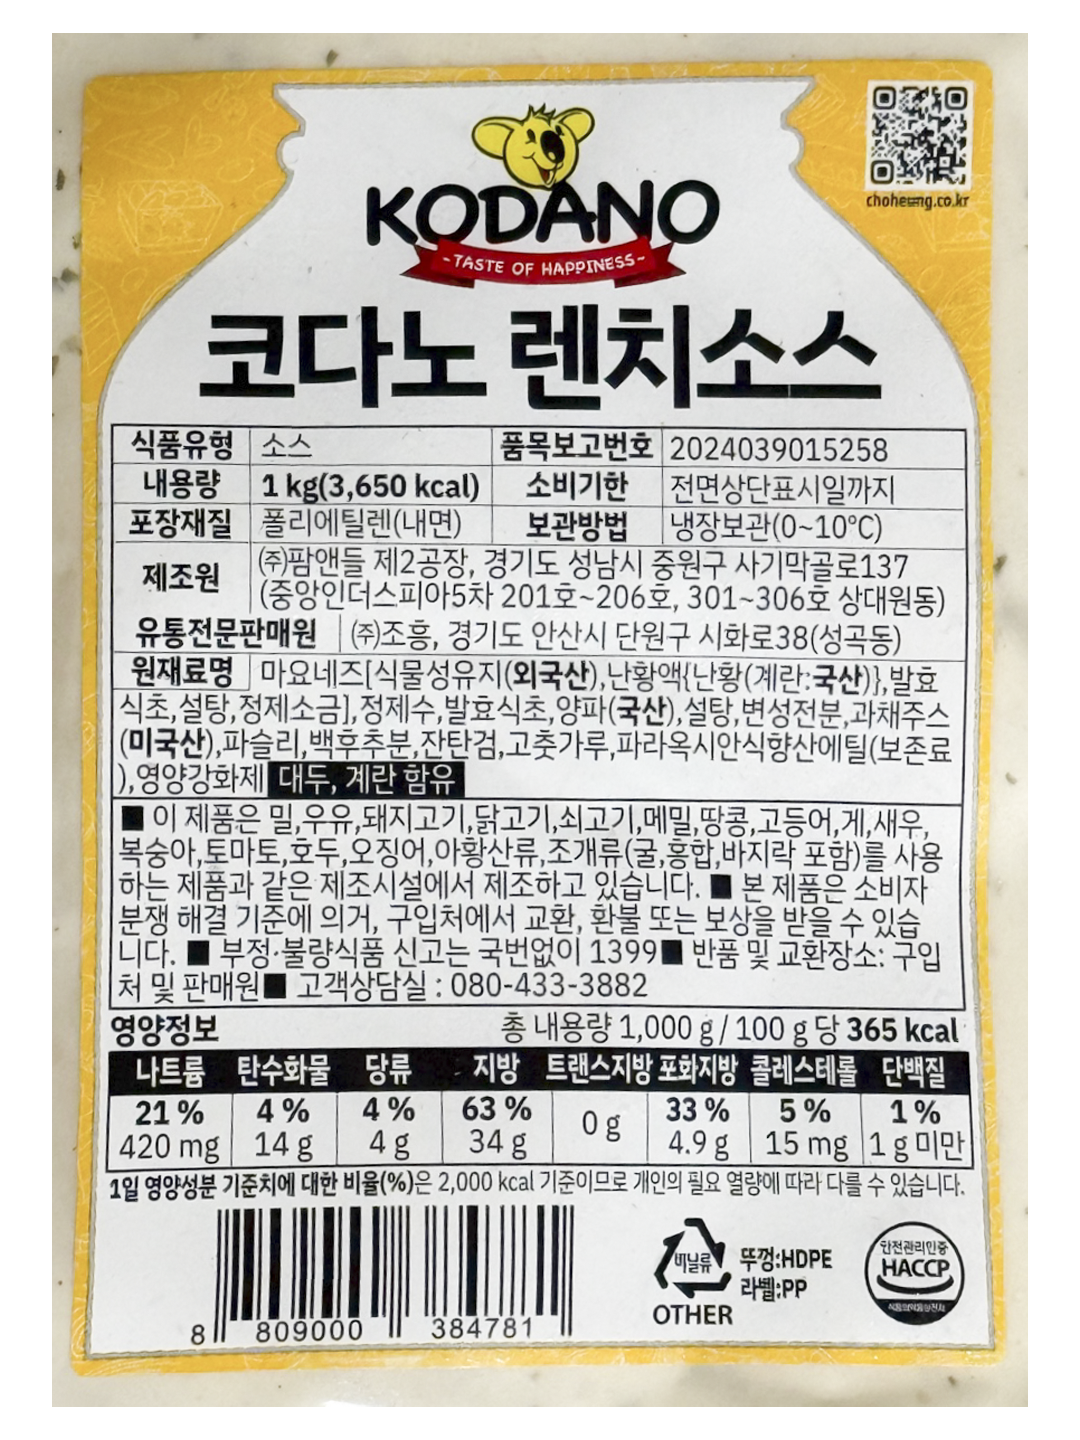 choheung.co.kr
KODANO
-TASTE OF HAPPINESS-
코다노 렌치소스
식품유형 소스 품목보고번호 2024039015258
내용량 1 kg(3,650 kcal) 소비기한 전면상단표시일까지
포장재질 폴리에틸렌(내면) 보관방법 냉장보관(0~10℃)
제조원 ㈜팜앤들 제2공장, 경기도 성남시 중원구 사기막골로137
(중앙인더스피아5차 201호~206호, 301~306호 상대원동)
유통전문판매원 ㈜조흥, 경기도 안산시 단원구 시화로38(성곡동)
원재료명 마요네즈[식물성유지(외국산),난황액{난황(계란:국산)},발효
식초,설탕,정제소금],정제수,발효식초,양파(국산),설탕,변성전분,과채주스
(미국산),파슬리,백후추분,잔탄검,고춧가루,파라옥시안식향산에틸(보존료
),영양강화제 대두, 계란 함유
■ 이 제품은 밀,우유,돼지고기,닭고기,쇠고기,메밀,땅콩,고등어,게,새우,
복숭아,토마토,호두,오징어,아황산류,조개류(굴,홍합,바지락 포함)를 사용
하는 제품과 같은 제조시설에서 제조하고 있습니다. ■ 본 제품은 소비자
분쟁 해결 기준에 의거, 구입처에서 교환, 환불 또는 보상을 받을 수 있습
니다. ■ 부정·불량식품 신고는 국번없이 1399■ 반품 및 교환장소: 구입
처 및 판매원■ 고객상담실 : 080-433-3882
영양정보 총 내용량 1,000 g / 100 g 당 365 kcal
나트륨 탄수화물 당류 지방 트랜스지방 포화지방 콜레스테롤 단백질
21 % 4 % 4 % 63 % 0 g 33 % 5 % 1 %
420 mg 14 g 4 g 34 g 4.9 g 15 mg 1 g 미만
1일 영양성분 기준치에 대한 비율(%)은 2,000 kcal 기준이므로 개인의 필요 열량에 따라 다를 수 있습니다.
비닐류
OTHER
뚜껑:HDPE
라벨:PP
안전관리인증
HACCP
식품의약품안전처
8 809000 384781